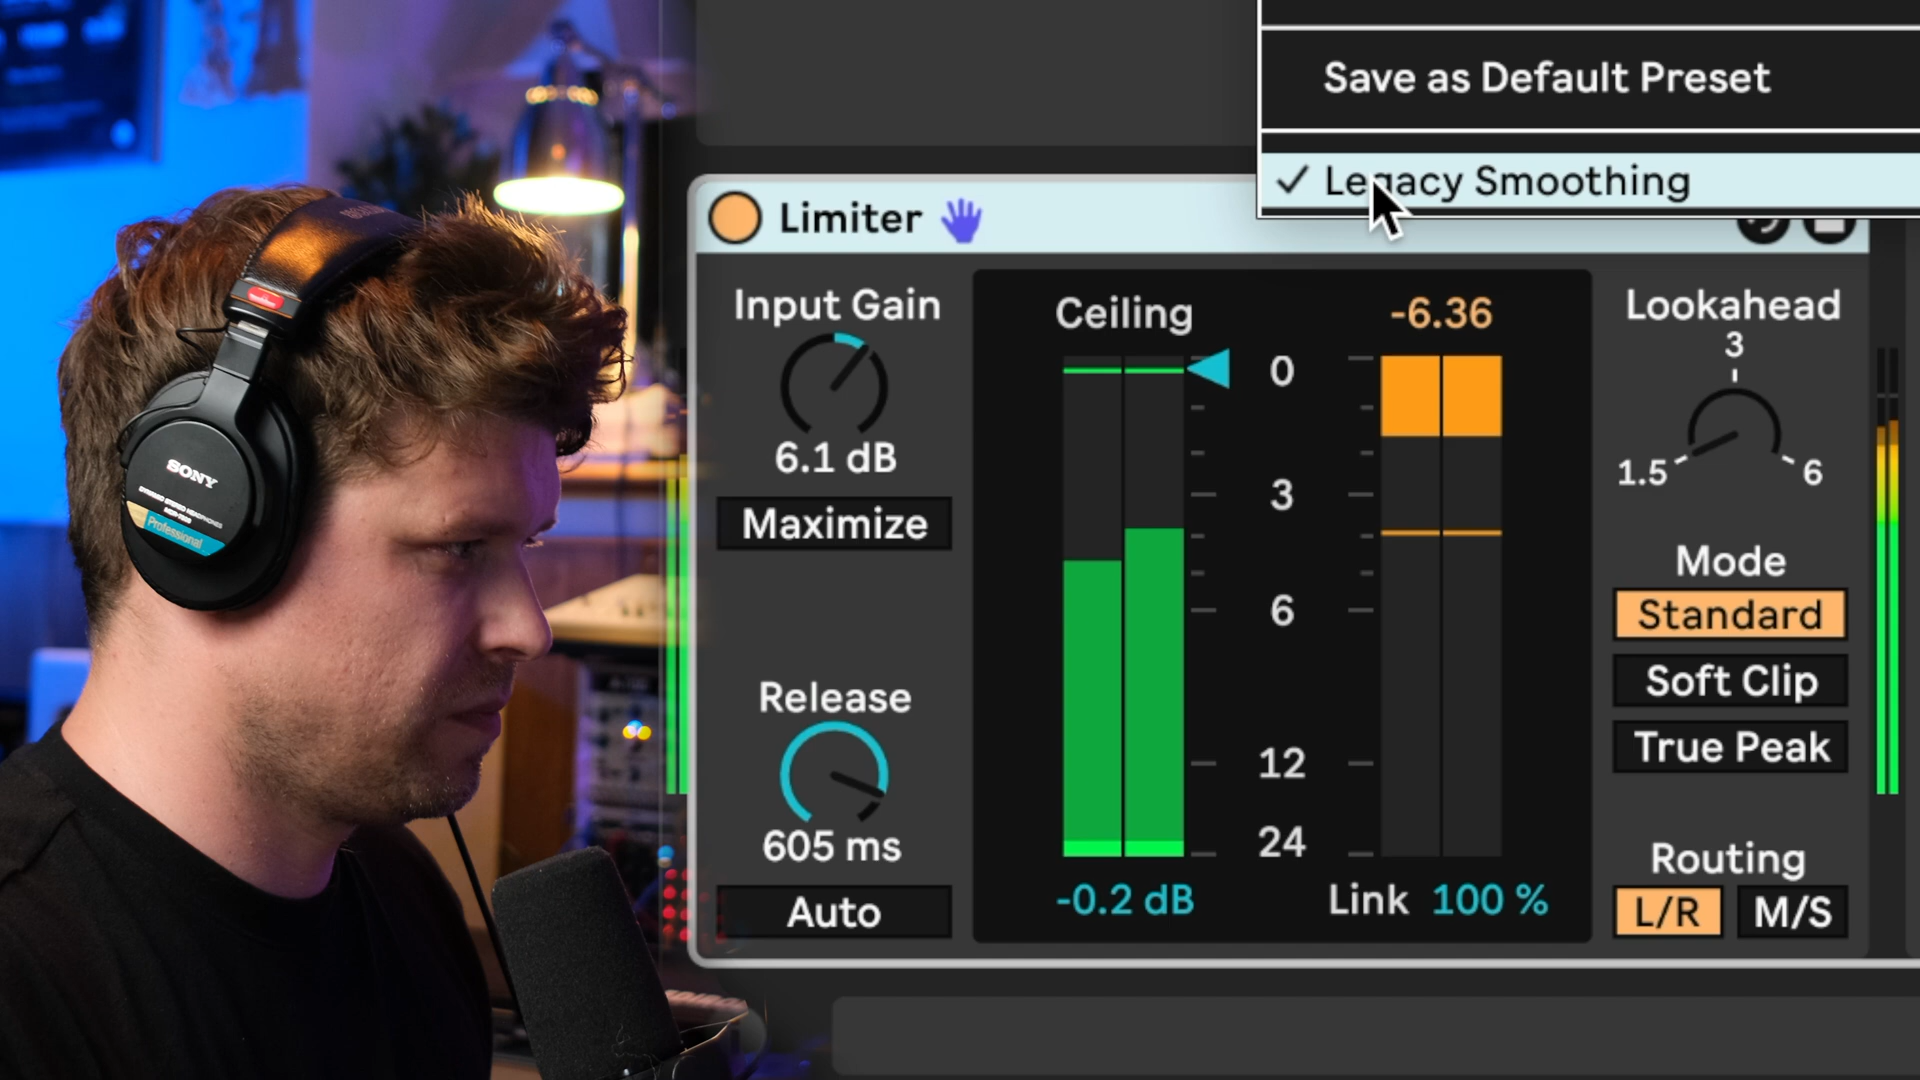 Save as Default Preset
✓ Legacy Smoothing
Limiter
Input Gain
6.1 dB
Maximize
Release
605 ms
Auto
Ceiling
-6.36
0
3
6
12
24
-0.2 dB
Link 100 %
Lookahead
3
1.5
6
Mode
Standard
Soft Clip
True Peak
Routing
L/R
M/S
SONY
Professional